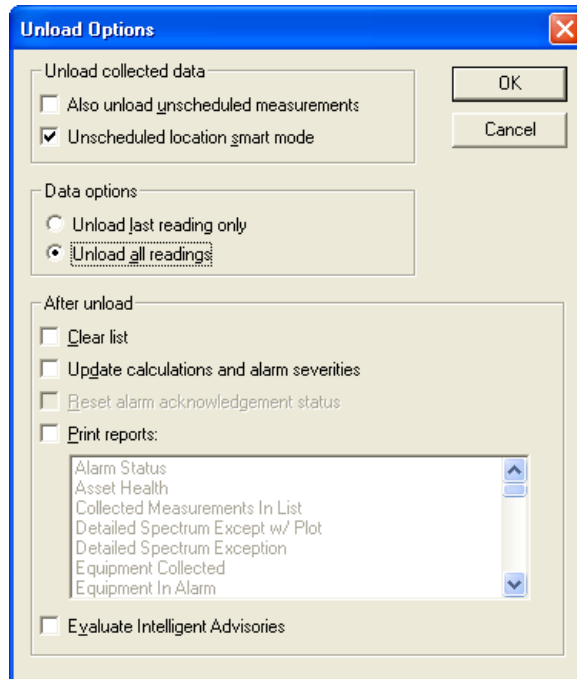 Unload Options
Unload collected data
Also unload unscheduled measurements
Unscheduled location smart mode
OK
Cancel
Data options
Unload last reading only
Unload all readings
After unload
Clear list
Update calculations and alarm severities
Reset alarm acknowledgement status
Print reports:
Alarm Status
Asset Health
Collected Measurements In List
Detailed Spectrum Except w/ Plot
Detailed Spectrum Exception
Equipment Collected
Equipment In Alarm
Evaluate Intelligent Advisories